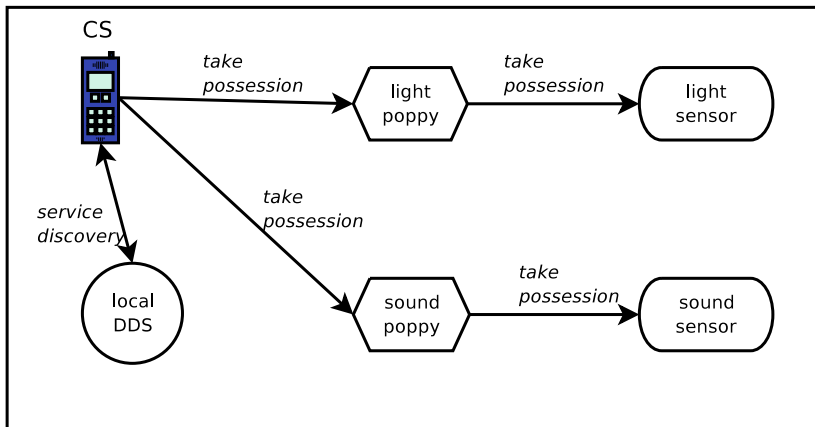 CS
take
possession
light
poppy
take
possession
light
sensor
take
possession
service
discovery
local
DDS
sound
poppy
take
possession
sound
sensor